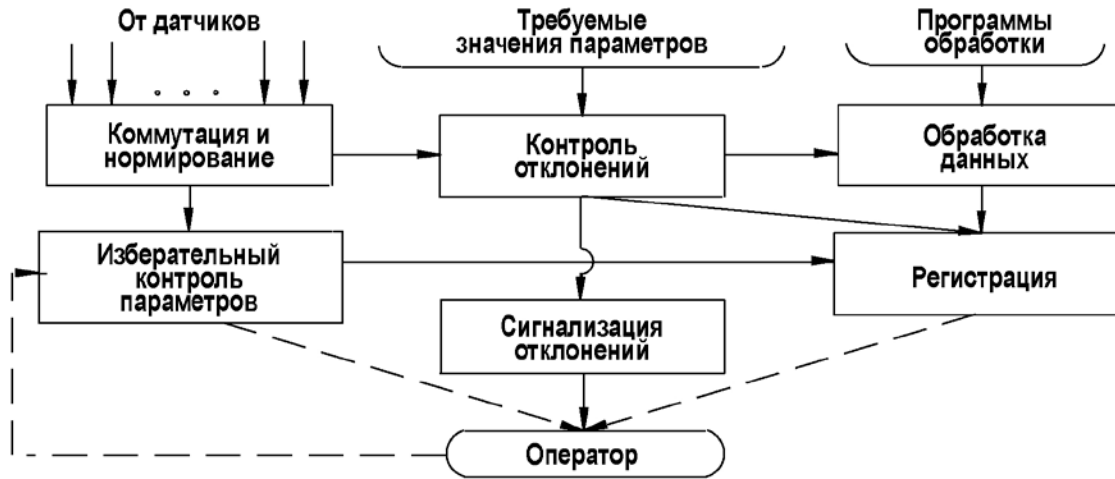 От датчиков
Требуемые
значения параметров
Программы
обработки
Коммутация и
нормирование
Контроль
отклонений
Обработка
данных
Изберательный
контроль
параметров
Регистрация
Сигнализация
отклонений
Оператор